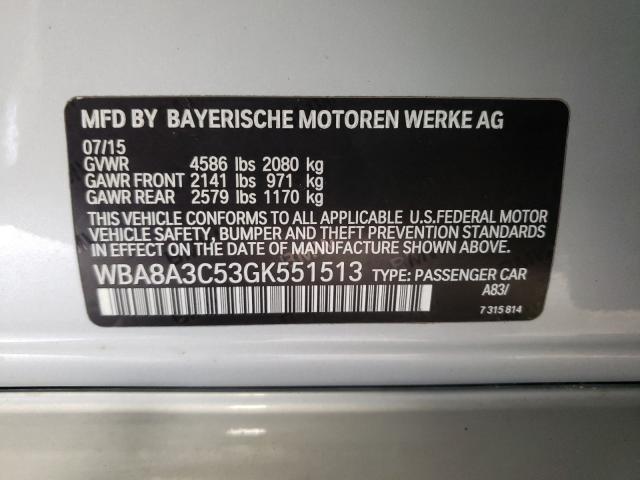 MFD BY BAYERISCHE MOTOREN WERKE AG
07/15
GVWR 4586 lbs 2080 kg
GAWR FRONT 2141 lbs 971 kg
GAWR REAR 2579 lbs 1170 kg
THIS VEHICLE CONFORMS TO ALL APPLICABLE U.S.FEDERAL MOTOR
VEHICLE SAFETY, BUMPER AND THEFT PREVENTION STANDARDS
IN EFFECT ON THE DATE OF MANUFACTURE SHOWN ABOVE.
WBA8A3C53GK551513 TYPE: PASSENGER CAR
A83/
7 315 814